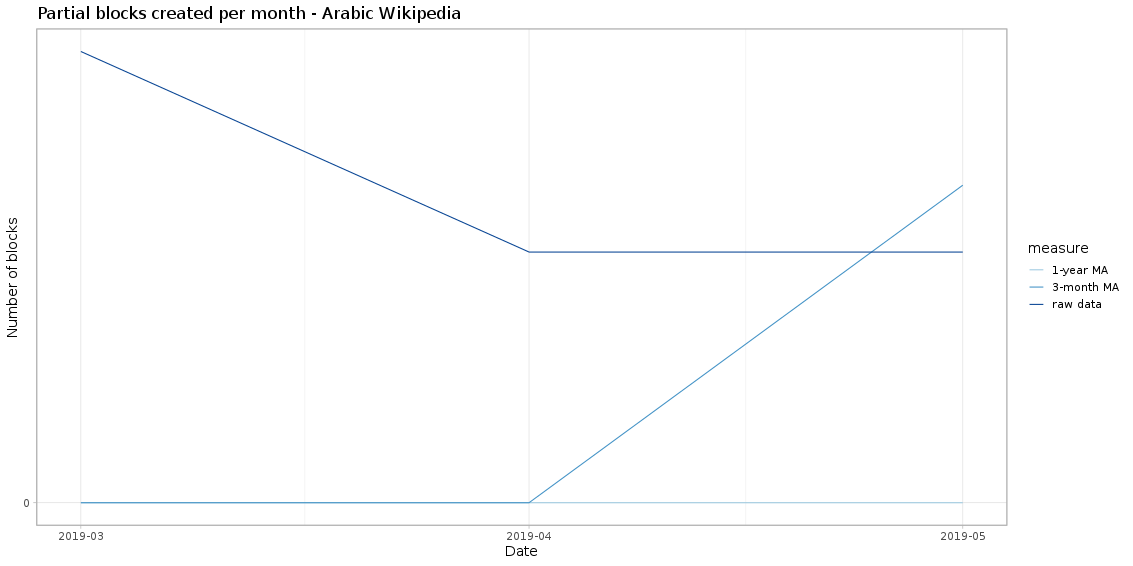 Partial blocks created per month - Arabic Wikipedia
Number of blocks
0
2019-03
2019-04
2019-05
Date
measure
1-year MA
3-month MA
raw data